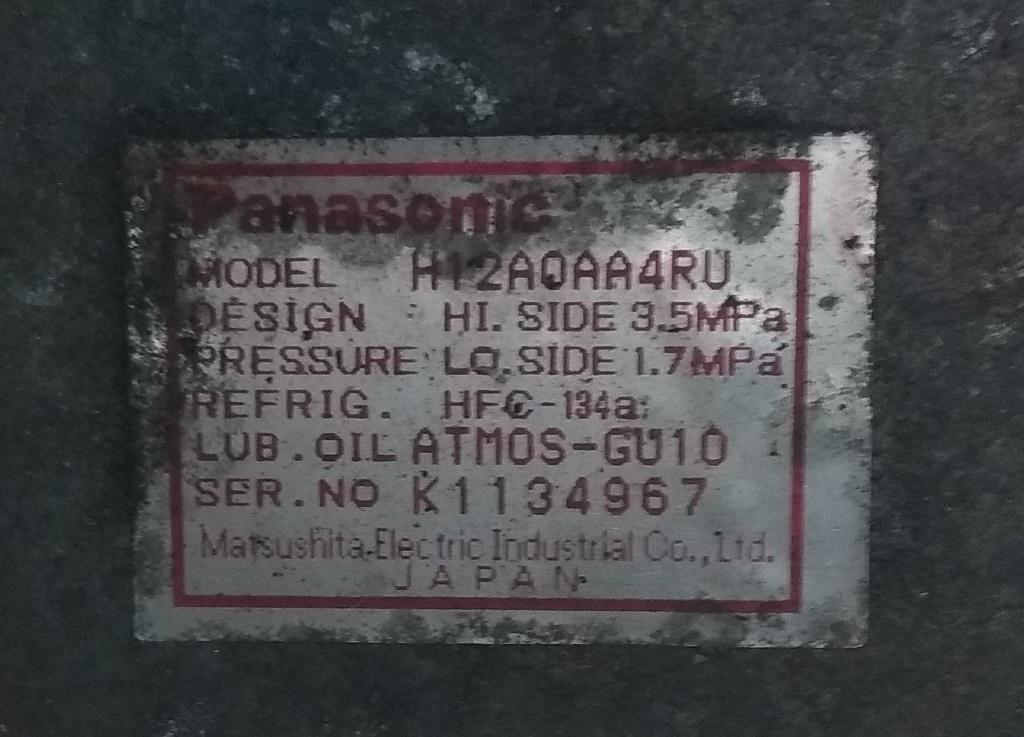 Panasonic
MODEL H12A0AA4RU
DESIGN HI. SIDE 3.5MPa
PRESSURE LO. SIDE 1.7MPa
REFRIG. HFC-134a
LUB. OIL ATMOS-GU10
SER. NO K1134967
Matsushita Electric Industrial Co., Ltd.
JAPAN